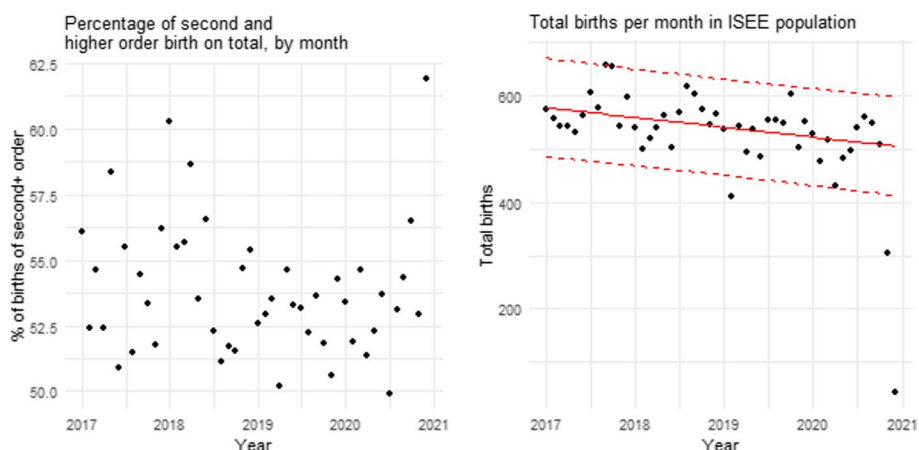 Percentage of second and
higher order birth on total, by month
% of births of second+ order
62.5
60.0
57.5
55.0
52.5
50.0
2017
2018
2019
2020
2021
Year
Total births per month in ISEE population
Total births
600
400
200
2017
2018
2019
2020
2021
Year